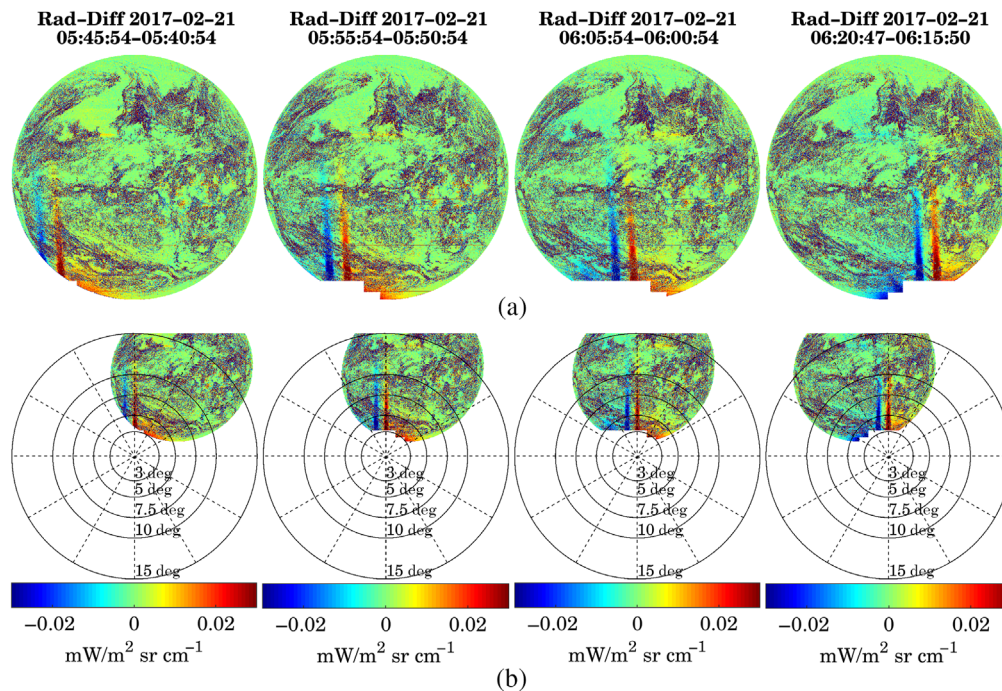 Rad–Diff 2017–02–21
05:45:54–05:40:54
Rad–Diff 2017–02–21
05:55:54–05:50:54
Rad–Diff 2017–02–21
06:05:54–06:00:54
Rad–Diff 2017–02–21
06:20:47–06:15:50
(a)
3 deg
5 deg
7.5 deg
10 deg
15 deg
3 deg
5 deg
7.5 deg
10 deg
15 deg
3 deg
5 deg
7.5 deg
10 deg
15 deg
3 deg
5 deg
7.5 deg
10 deg
15 deg
−0.02 0 0.02
mW/m² sr cm⁻¹
−0.02 0 0.02
mW/m² sr cm⁻¹
−0.02 0 0.02
mW/m² sr cm⁻¹
−0.02 0 0.02
mW/m² sr cm⁻¹
(b)